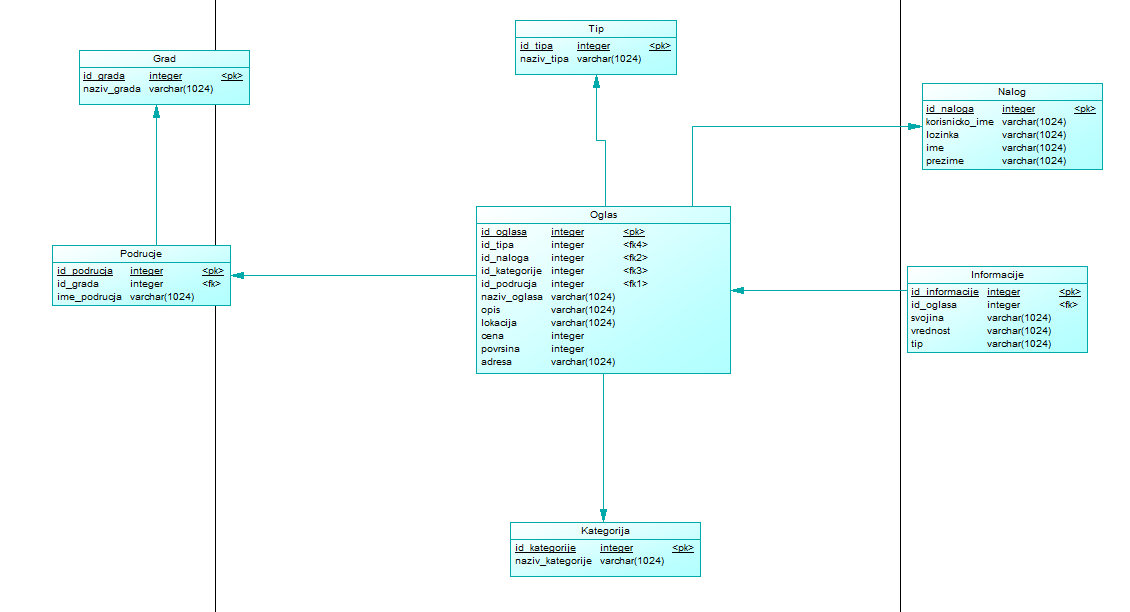 Tip
id_tipa integer <pk>
naziv_tipa varchar(1024)
Grad
id_grada integer <pk>
naziv_grada varchar(1024)
Nalog
id_naloga integer <pk>
korisnicko_ime varchar(1024)
lozinka varchar(1024)
ime varchar(1024)
prezime varchar(1024)
Oglas
id_oglasa integer <pk>
id_tipa integer <fk4>
id_naloga integer <fk2>
id_kategorije integer <fk3>
id_podrucja integer <fk1>
naziv_oglasa varchar(1024)
opis varchar(1024)
lokacija varchar(1024)
cena integer
povrsina integer
adresa varchar(1024)
Podrucje
id_podrucja integer <pk>
id_grada integer <fk>
ime_podrucja varchar(1024)
Informacije
id_informacije integer <pk>
id_oglasa integer <fk>
svojina varchar(1024)
vrednost varchar(1024)
tip varchar(1024)
Kategorija
id_kategorije integer <pk>
naziv_kategorije varchar(1024)